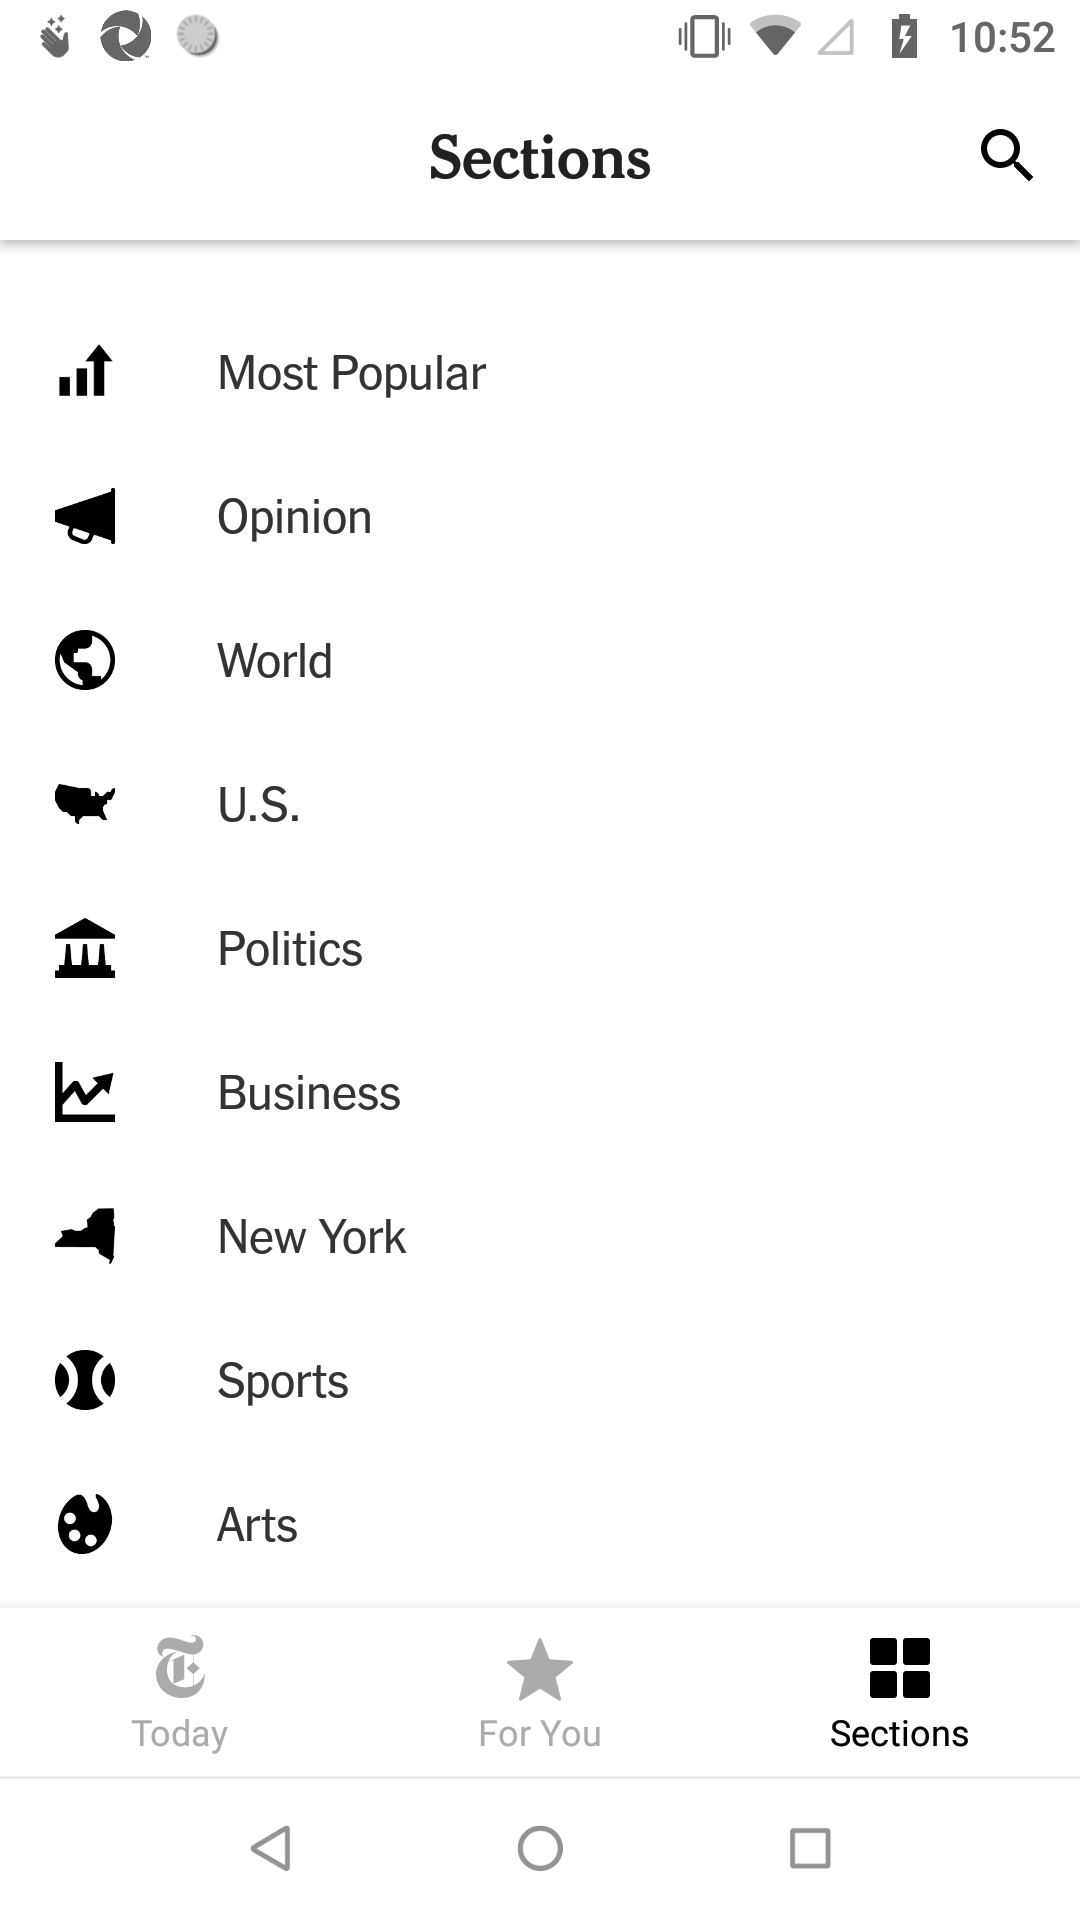 10:52
Sections
Most Popular
Opinion
World
U.S.
Politics
Business
New York
Sports
Arts
Today
For You
Sections